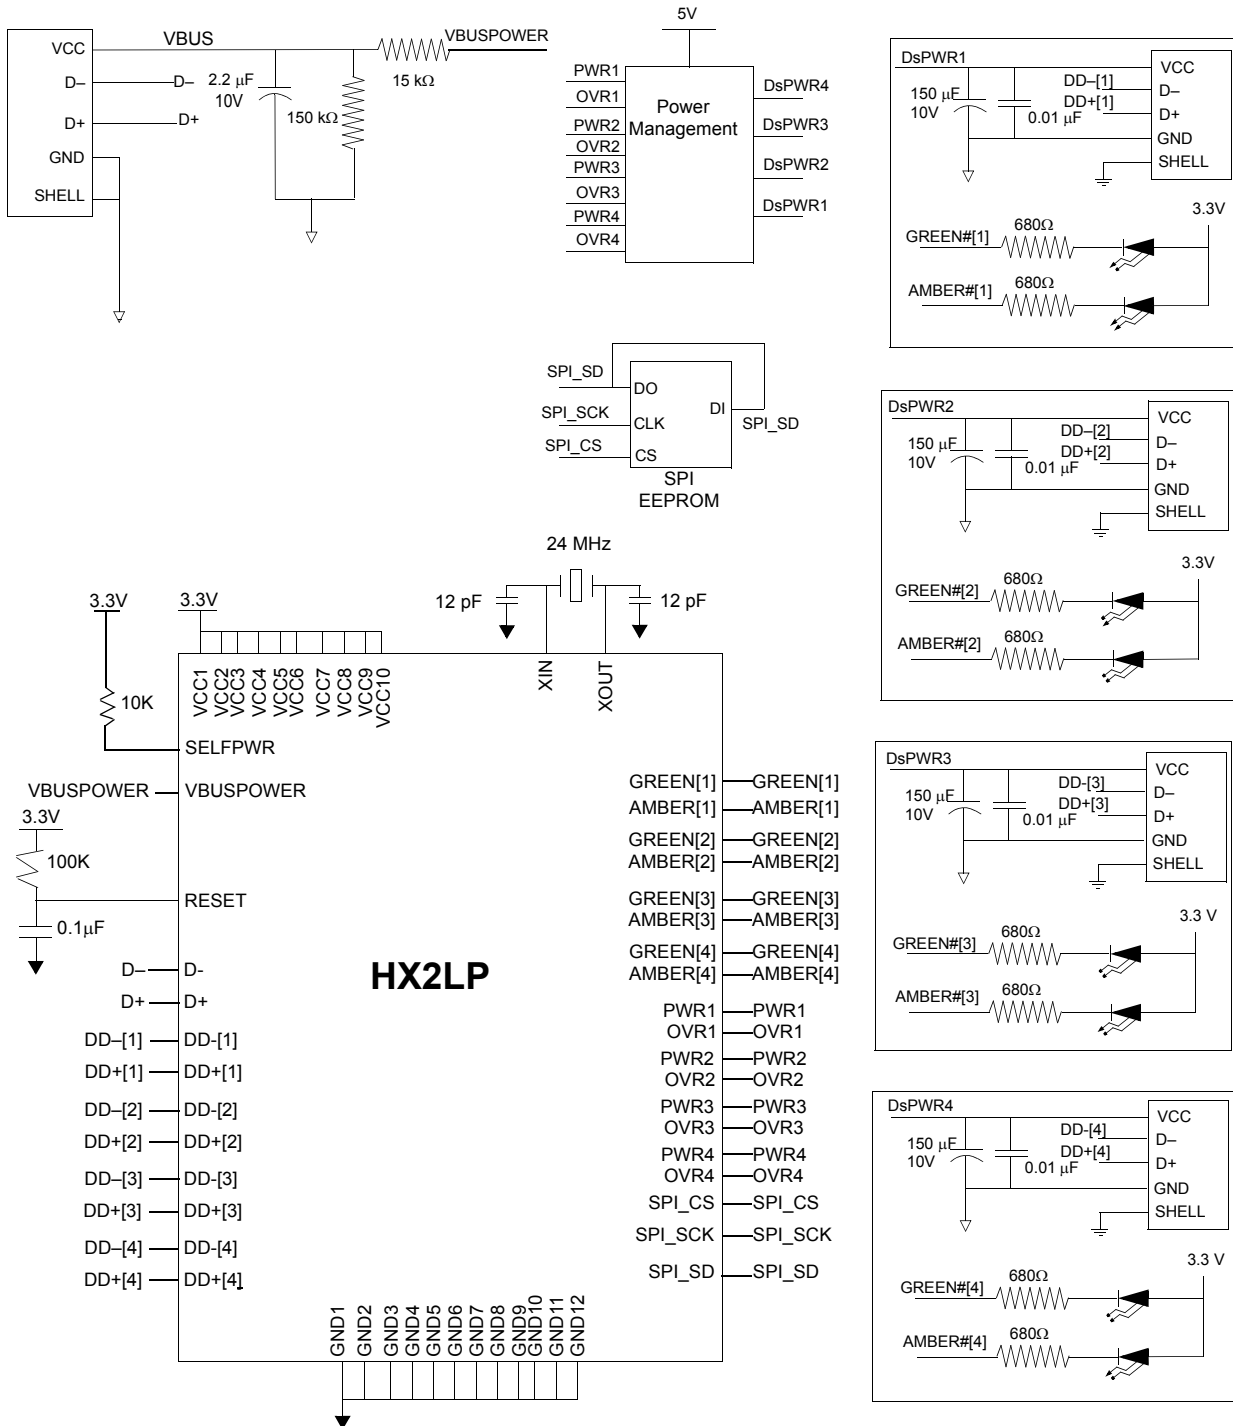 VCC
VBUS
VBUSPOWER
D–
D–
D+
D+
GND
SHELL
2.2 μF
10V
150 kΩ
15 kΩ
5V
PWR1
OVR1
PWR2
OVR2
PWR3
OVR3
PWR4
OVR4
Power
Management
DsPWR4
DsPWR3
DsPWR2
DsPWR1
SPI_SD
SPI_SCK
SPI_CS
DO
CLK
CS
DI
SPI_SD
SPI
EEPROM
24 MHz
12 pF
12 pF
3.3V
3.3V
10K
VCC1
VCC2
VCC3
VCC4
VCC5
VCC6
VCC7
VCC8
VCC9
VCC10
XIN
XOUT
SELFPWR
VBUSPOWER
VBUSPOWER
3.3V
100K
RESET
0.1μF
HX2LP
D–
D-
D+
D+
DD–[1]
DD-[1]
DD+[1]
DD+[1]
DD–[2]
DD-[2]
DD+[2]
DD+[2]
DD–[3]
DD-[3]
DD+[3]
DD+[3]
DD–[4]
DD-[4]
DD+[4]
DD+[4]
GREEN[1]
GREEN[1]
AMBER[1]
AMBER[1]
GREEN[2]
GREEN[2]
AMBER[2]
AMBER[2]
GREEN[3]
GREEN[3]
AMBER[3]
AMBER[3]
GREEN[4]
GREEN[4]
AMBER[4]
AMBER[4]
PWR1
PWR1
OVR1
OVR1
PWR2
PWR2
OVR2
OVR2
PWR3
PWR3
OVR3
OVR3
PWR4
PWR4
OVR4
OVR4
SPI_CS
SPI_CS
SPI_SCK
SPI_SCK
SPI_SD
SPI_SD
GND1
GND2
GND3
GND4
GND5
GND6
GND7
GND8
GND9
GND10
GND11
GND12
DsPWR1
150 μF
10V
0.01 μF
DD–[1]
DD+[1]
VCC
D–
D+
GND
SHELL
3.3V
GREEN#[1]
680Ω
AMBER#[1]
680Ω
DsPWR2
150 μF
10V
0.01 μF
DD–[2]
DD+[2]
VCC
D–
D+
GND
SHELL
3.3V
GREEN#[2]
680Ω
AMBER#[2]
680Ω
DsPWR3
150 μF
10V
0.01 μF
DD-[3]
DD+[3]
VCC
D–
D+
GND
SHELL
3.3 V
GREEN#[3]
680Ω
AMBER#[3]
680Ω
DsPWR4
150 μF
10V
0.01 μF
DD-[4]
DD+[4]
VCC
D–
D+
GND
SHELL
3.3 V
GREEN#[4]
680Ω
AMBER#[4]
680Ω